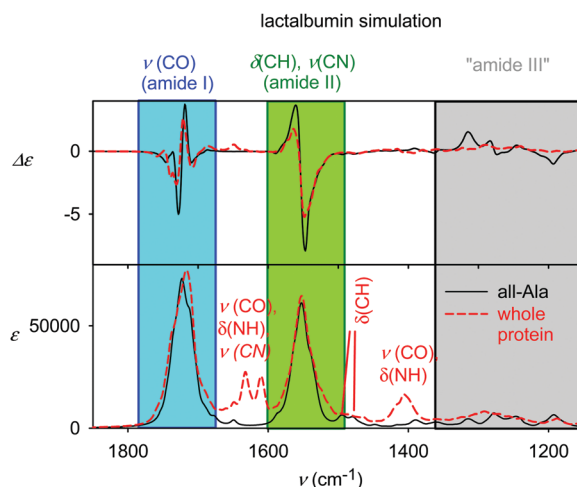 lactalbumin simulation
ν (CO)
(amide I)
δ(CH), ν(CN)
(amide II)
"amide III"
Δε
0
-5
ε
50000
0
ν (CO),
δ(NH)
ν (CN)
δ(CH)
ν (CO),
δ(NH)
all-Ala
whole
protein
1800
1600
1400
1200
ν (cm⁻¹)